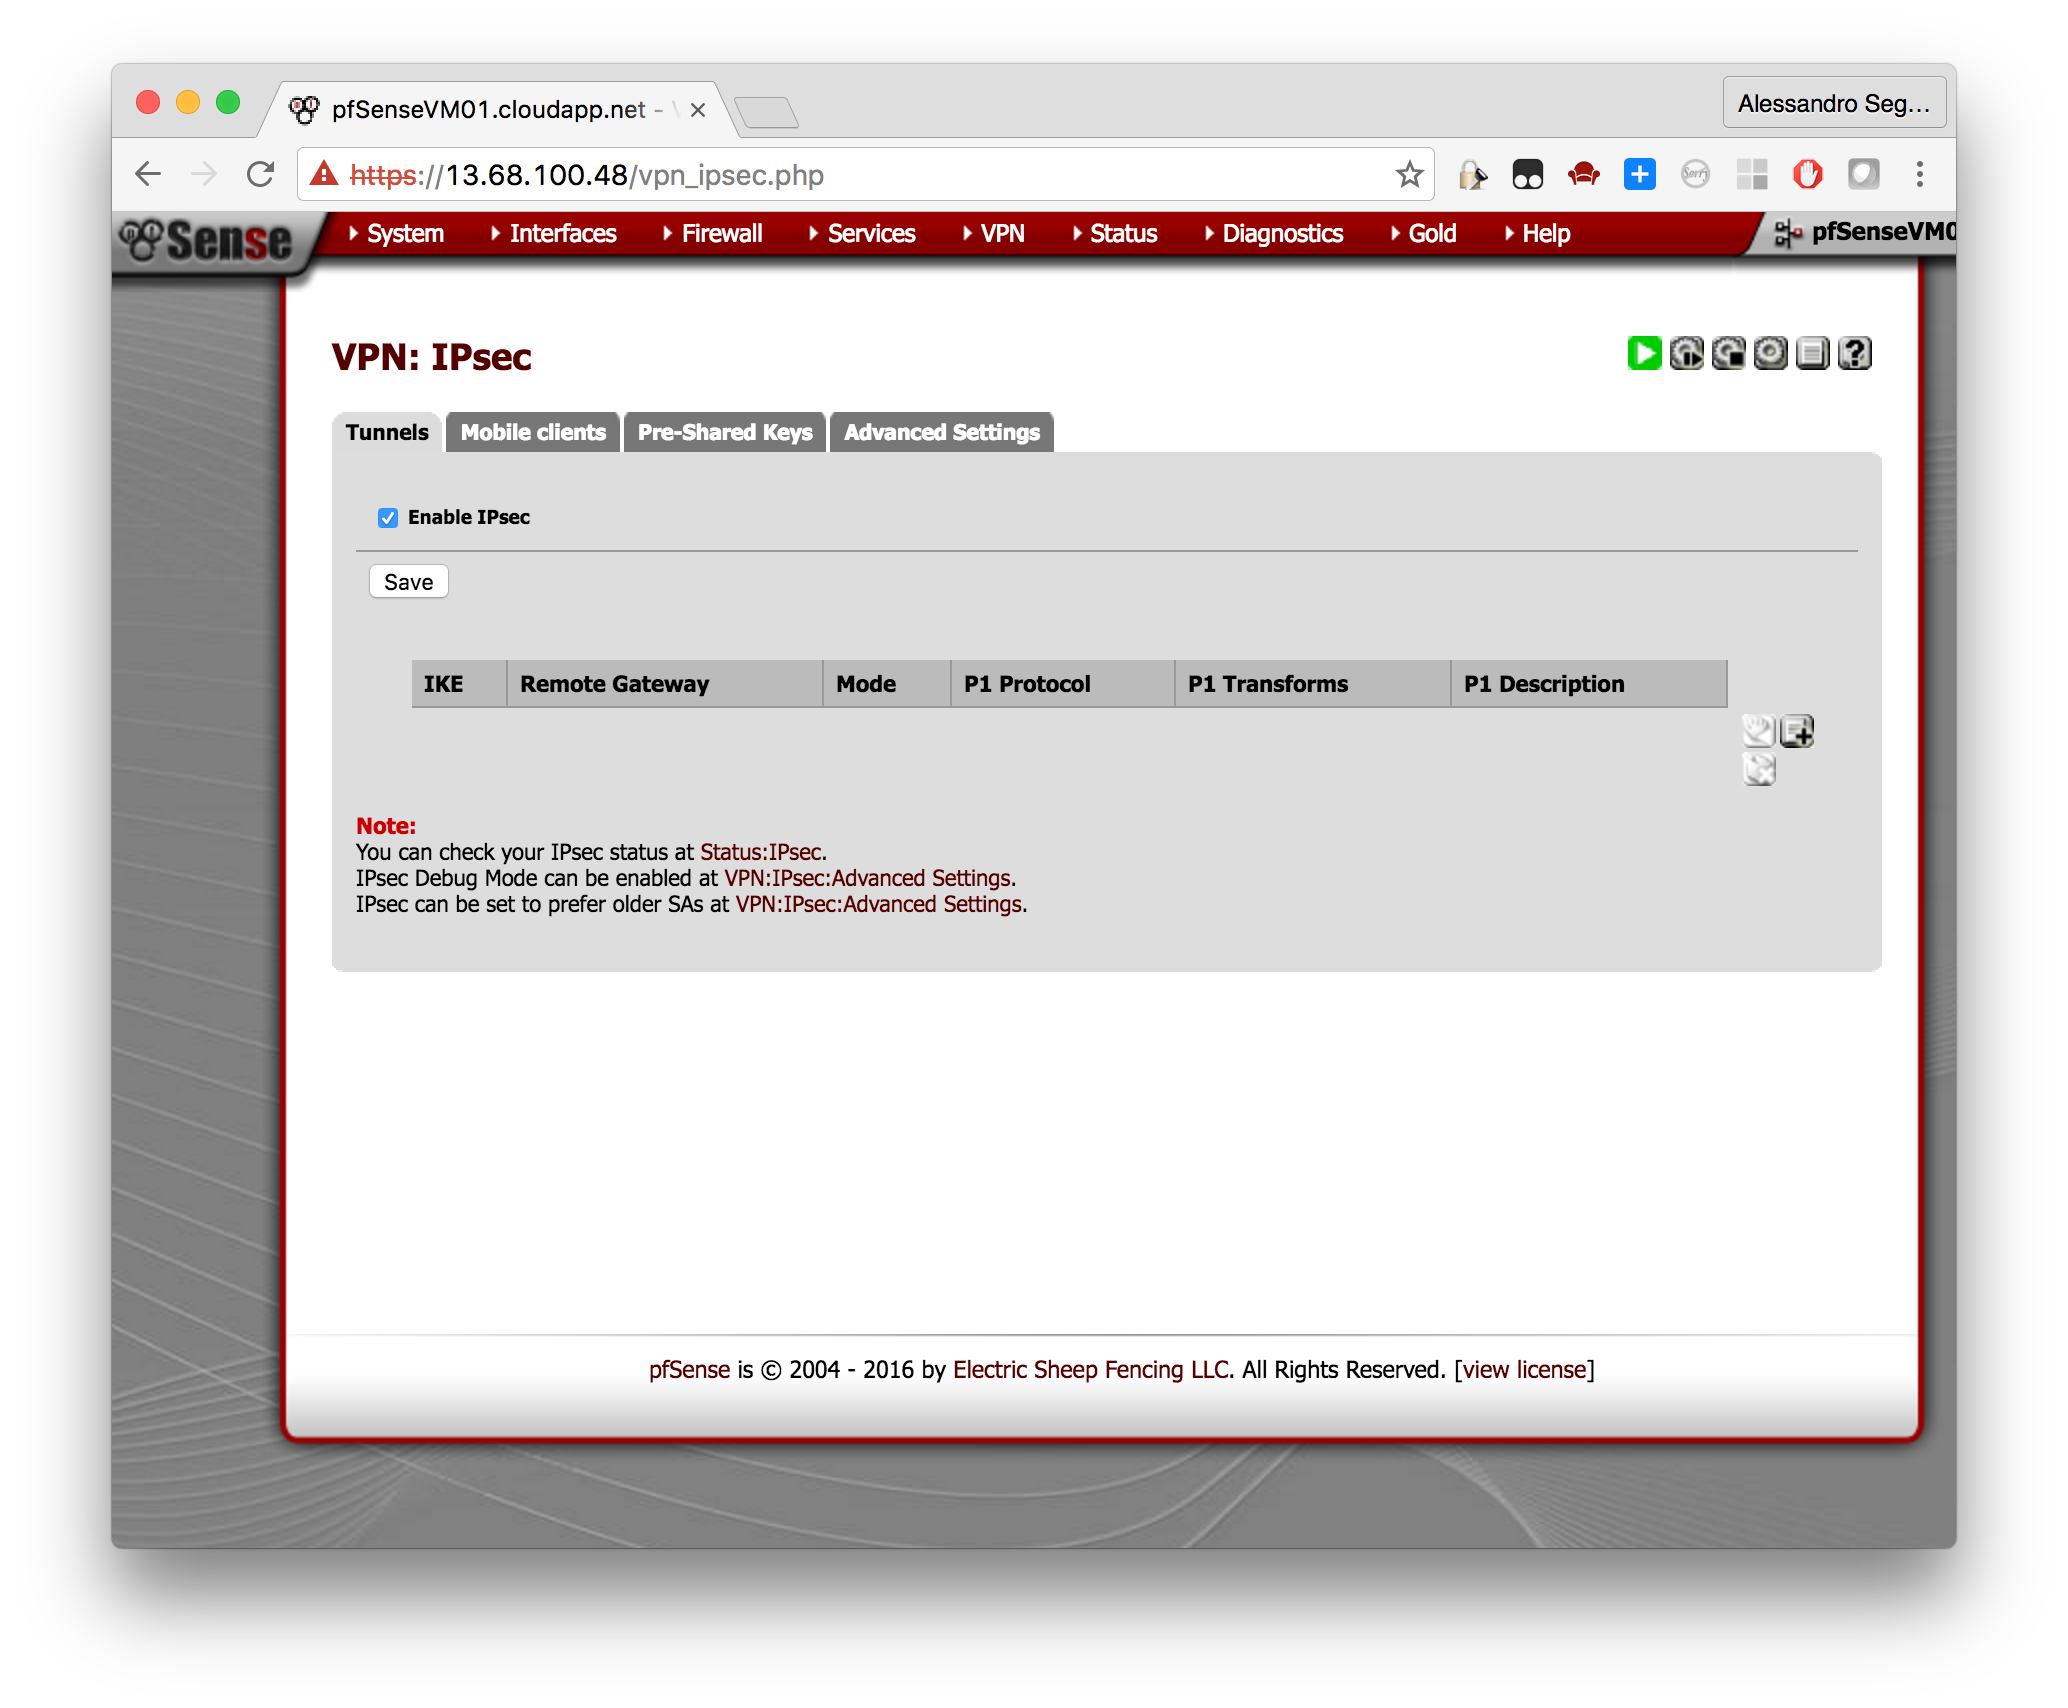 pfSenseVM01.cloudapp.net -
Alessandro Seg...
https://13.68.100.48/vpn_ipsec.php
Sense
System
Interfaces
Firewall
Services
VPN
Status
Diagnostics
Gold
Help
pfSenseVM0
VPN: IPsec
Tunnels
Mobile clients
Pre-Shared Keys
Advanced Settings
Enable IPsec
Save
IKE
Remote Gateway
Mode
P1 Protocol
P1 Transforms
P1 Description
Note:
You can check your IPsec status at Status:IPsec.
IPsec Debug Mode can be enabled at VPN:IPsec:Advanced Settings.
IPsec can be set to prefer older SAs at VPN:IPsec:Advanced Settings.
pfSense is © 2004 - 2016 by Electric Sheep Fencing LLC. All Rights Reserved. [view license]